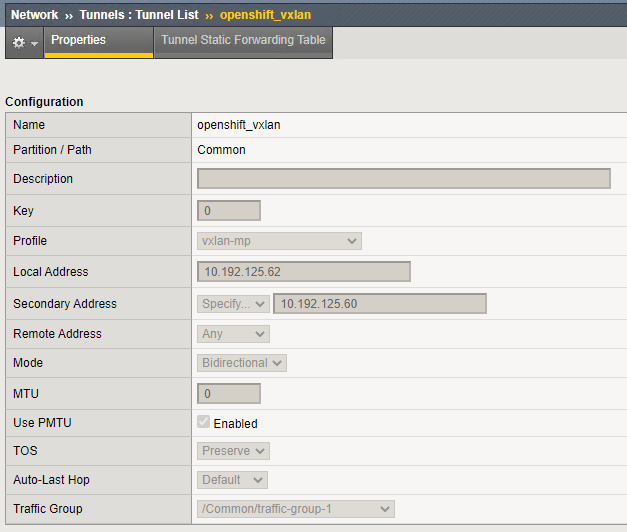 Network ›› Tunnels : Tunnel List ›› openshift_vxlan
Properties Tunnel Static Forwarding Table
Configuration
Name openshift_vxlan
Partition / Path Common
Description
Key 0
Profile vxlan-mp
Local Address 10.192.125.62
Secondary Address Specify... 10.192.125.60
Remote Address Any
Mode Bidirectional
MTU 0
Use PMTU Enabled
TOS Preserve
Auto-Last Hop Default
Traffic Group /Common/traffic-group-1